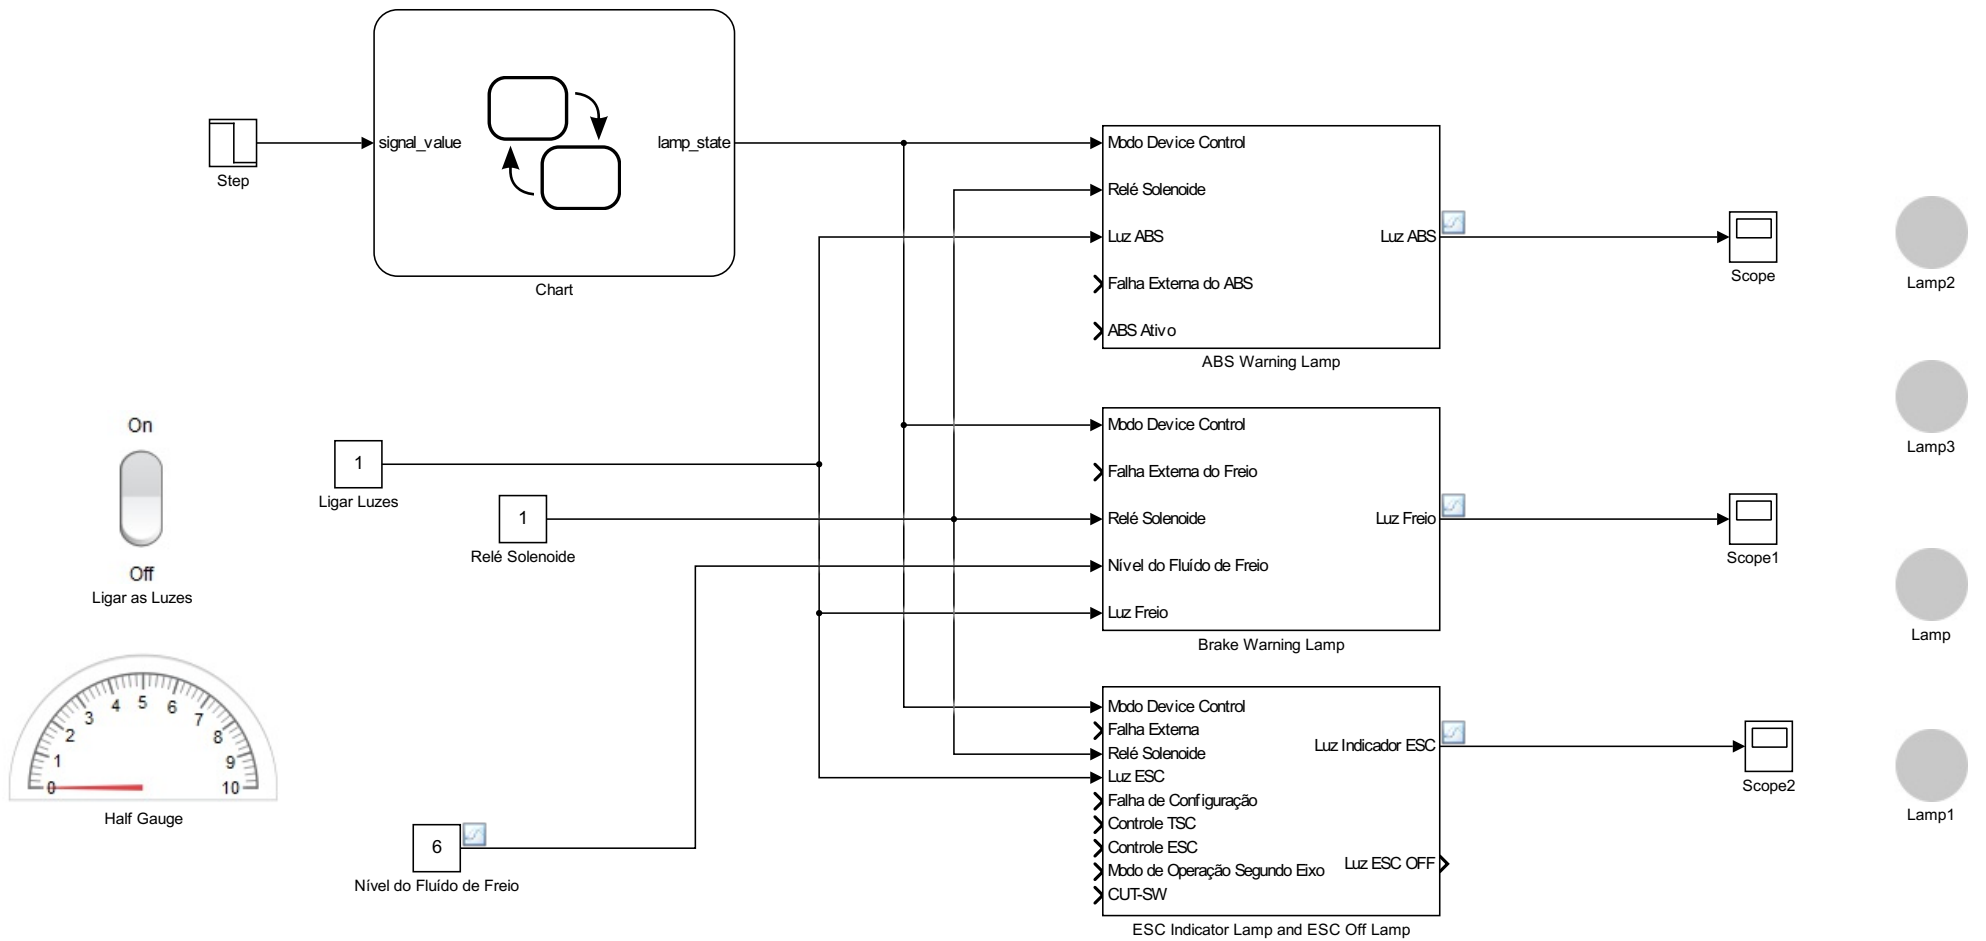 Step
signal_value
lamp_state
Chart
Modo Device Control
Relé Solenoide
Luz ABS
Falha Externa do ABS
ABS Ativo
Luz ABS
ABS Warning Lamp
Scope
Lamp2
On
Off
Ligar as Luzes
1
Ligar Luzes
1
Relé Solenoide
Modo Device Control
Falha Externa do Freio
Relé Solenoide
Nível do Fluído de Freio
Luz Freio
Luz Freio
Brake Warning Lamp
Scope1
Lamp3
Lamp
0
1
2
3
4
5
6
7
8
9
10
Half Gauge
6
Nível do Fluído de Freio
Modo Device Control
Falha Externa
Relé Solenoide
Luz ESC
Falha de Configuração
Controle TSC
Controle ESC
Modo de Operação Segundo Eixo
CUT-SW
Luz Indicador ESC
Luz ESC OFF
ESC Indicator Lamp and ESC Off Lamp
Scope2
Lamp1